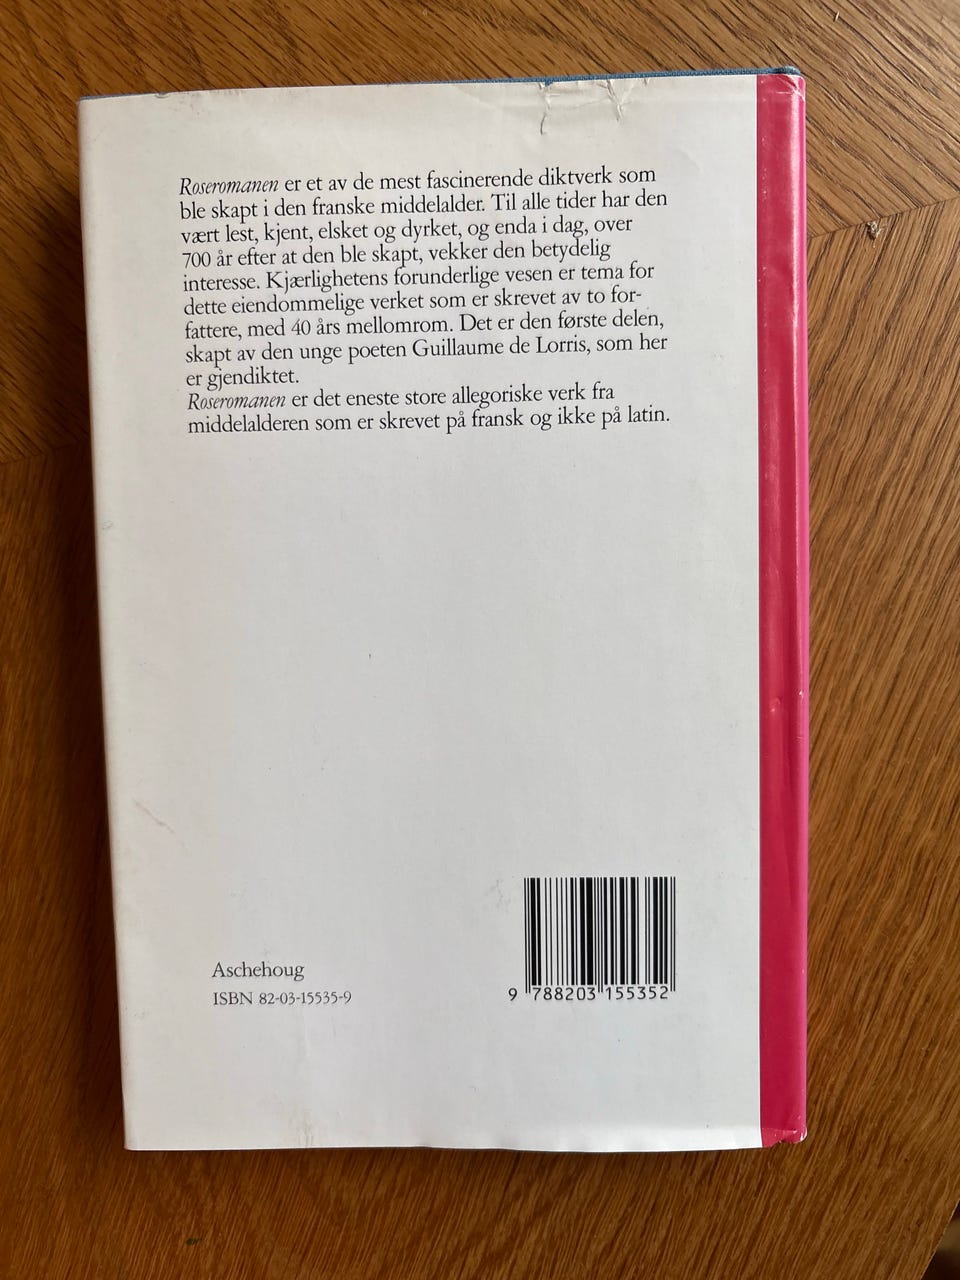 Roseromanen er et av de mest fascinerende diktverk som
ble skapt i den franske middelalder. Til alle tider har den
vært lest, kjent, elsket og dyrket, og enda i dag, over
700 år efter at den ble skapt, vekker den betydelig
interesse. Kjærlighetens forunderlige vesen er tema for
dette eiendommelige verket som er skrevet av to for-
fattere, med 40 års mellomrom. Det er den første delen,
skapt av den unge poeten Guillaume de Lorris, som her
er gjendiktet.
Roseromanen er det eneste store allegoriske verk fra
middelalderen som er skrevet på fransk og ikke på latin.
Aschehoug
ISBN 82-03-15535-9
9 788203 155352